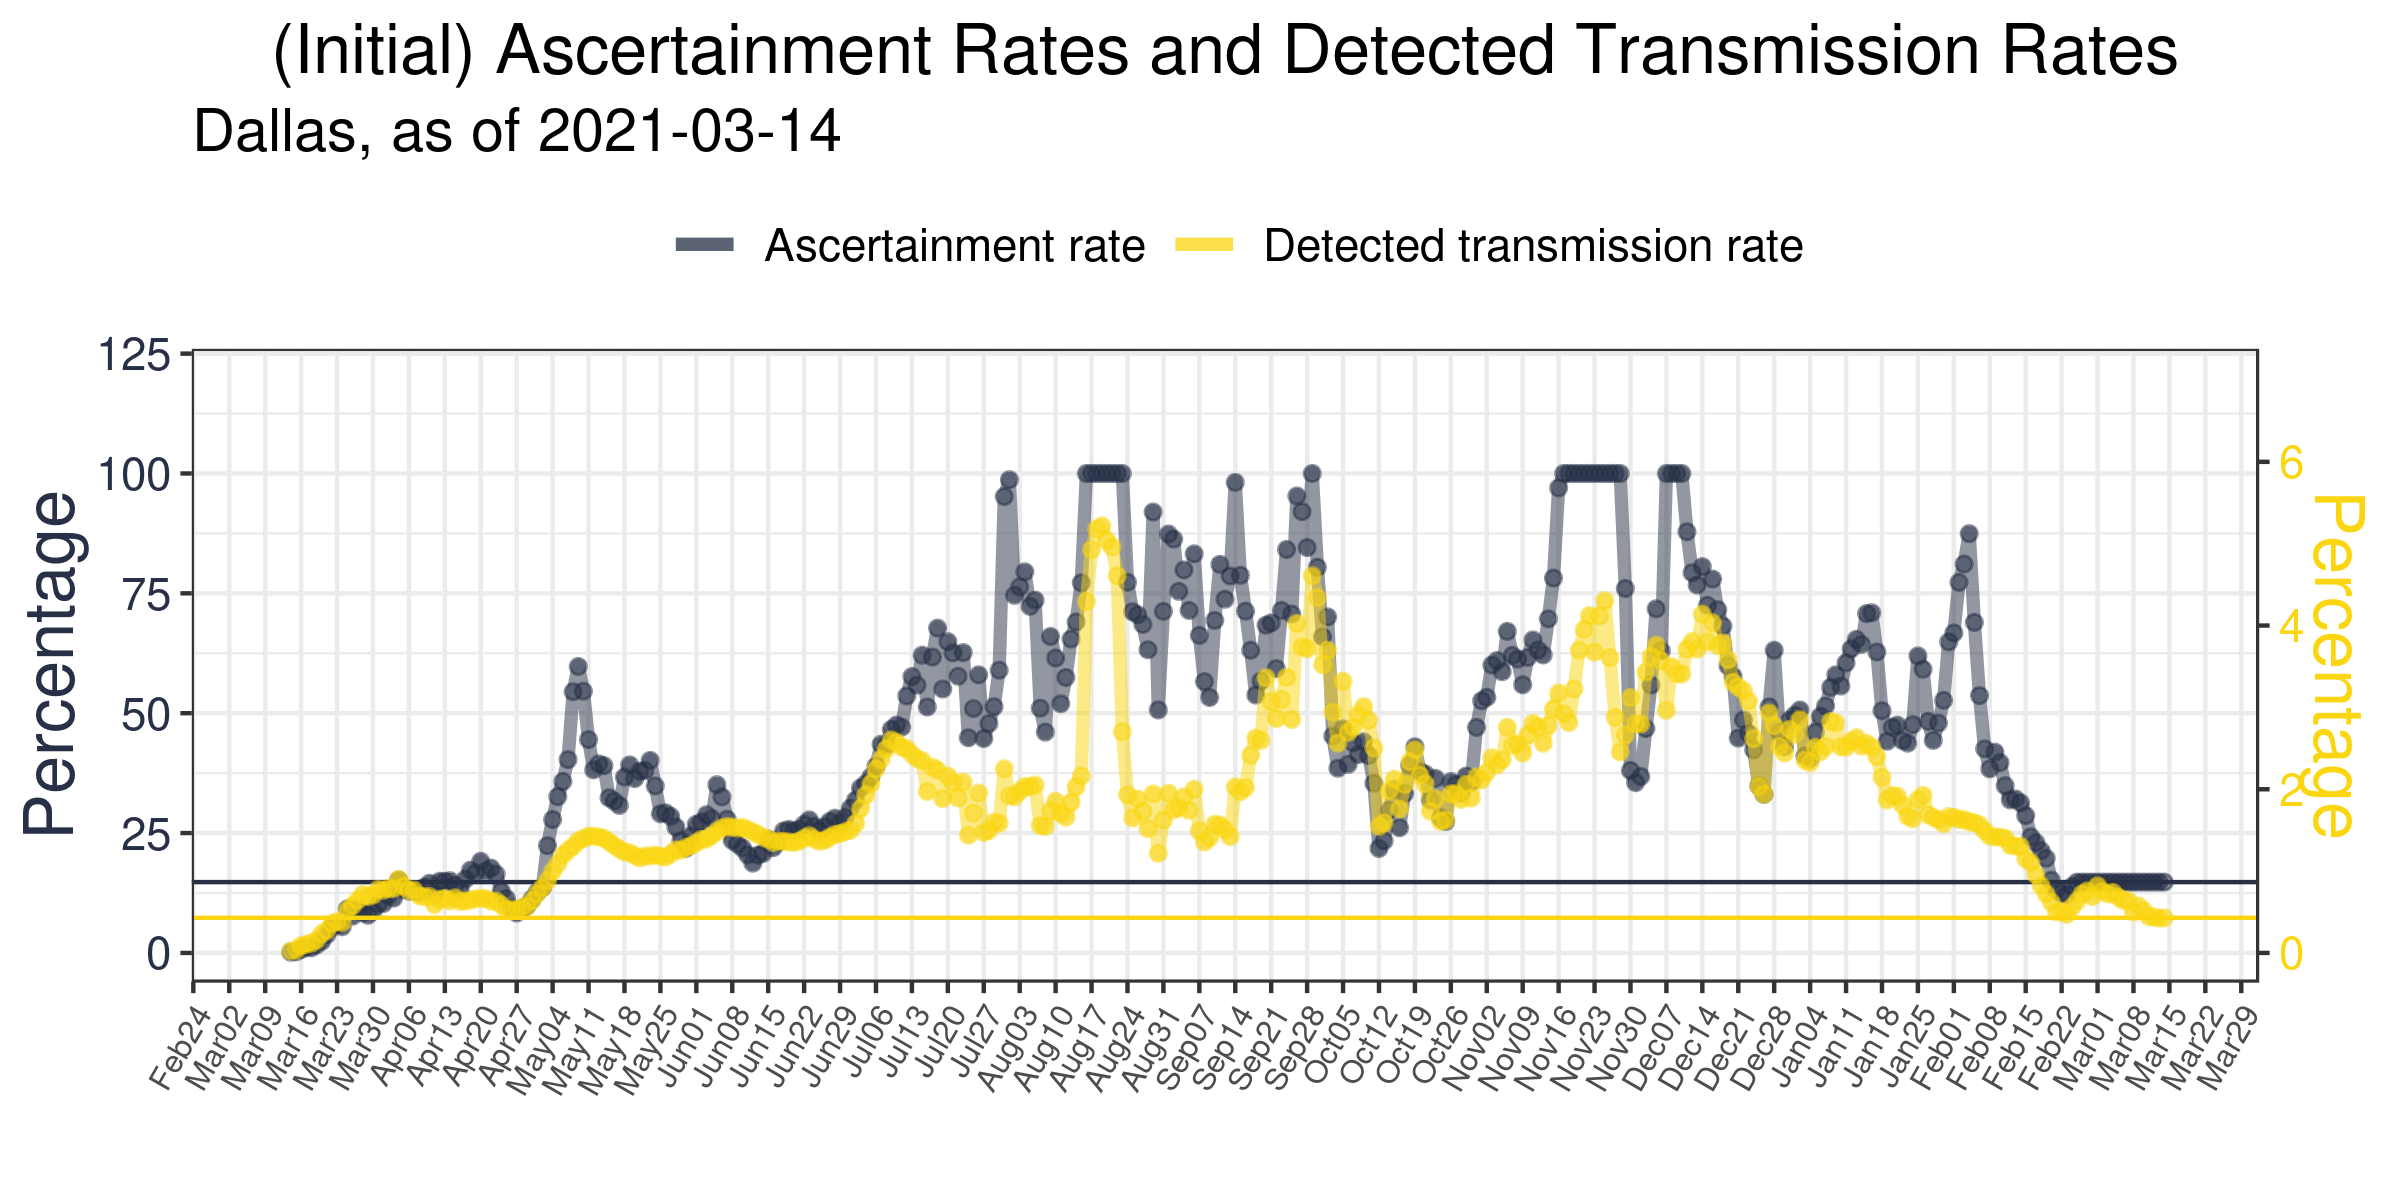 (Initial) Ascertainment Rates and Detected Transmission Rates
Dallas, as of 2021-03-14
Ascertainment rate
Detected transmission rate
Percentage
125
100
75
50
25
0
6
4
2
0
Percentage
Feb24
Mar02
Mar09
Mar16
Mar23
Mar30
Apr06
Apr13
Apr20
Apr27
May04
May11
May18
May25
Jun01
Jun08
Jun15
Jun22
Jun29
Jul06
Jul13
Jul20
Jul27
Aug03
Aug10
Aug17
Aug24
Aug31
Sep07
Sep14
Sep21
Sep28
Oct05
Oct12
Oct19
Oct26
Nov02
Nov09
Nov16
Nov23
Nov30
Dec07
Dec14
Dec21
Dec28
Jan04
Jan11
Jan18
Jan25
Feb01
Feb08
Feb15
Feb22
Mar01
Mar08
Mar15
Mar22
Mar29